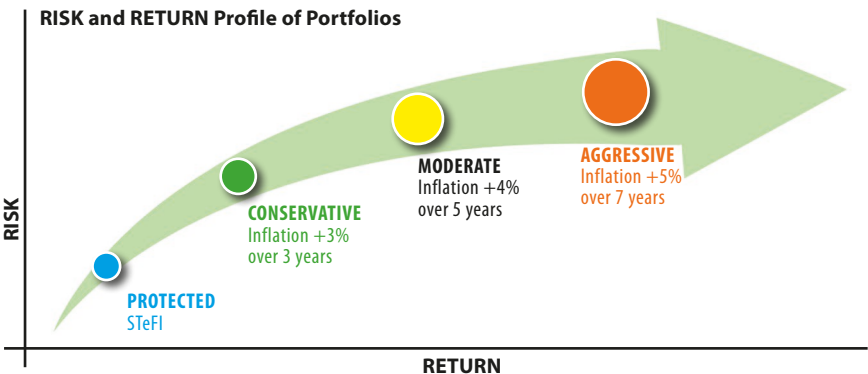 RISK and RETURN Profile of Portfolios
AGGRESSIVE
Inflation +5%
over 7 years
MODERATE
Inflation +4%
over 5 years
CONSERVATIVE
Inflation +3%
over 3 years
PROTECTED
STeFI
RISK
RETURN